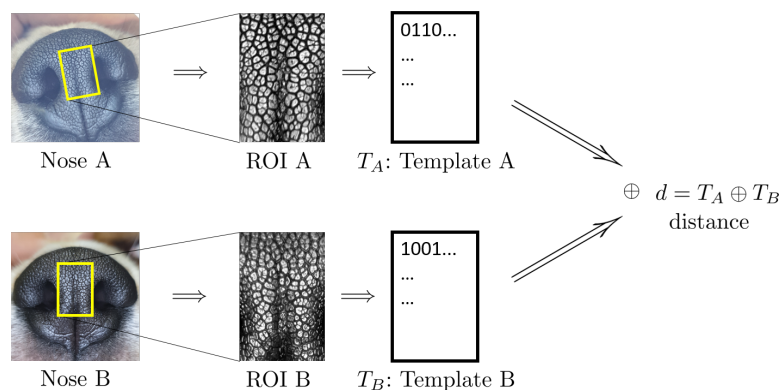 0110...
...
...
Nose A
ROI A
T_A: Template A
⊕ d = T_A ⊕ T_B
distance
1001...
...
...
Nose B
ROI B
T_B: Template B